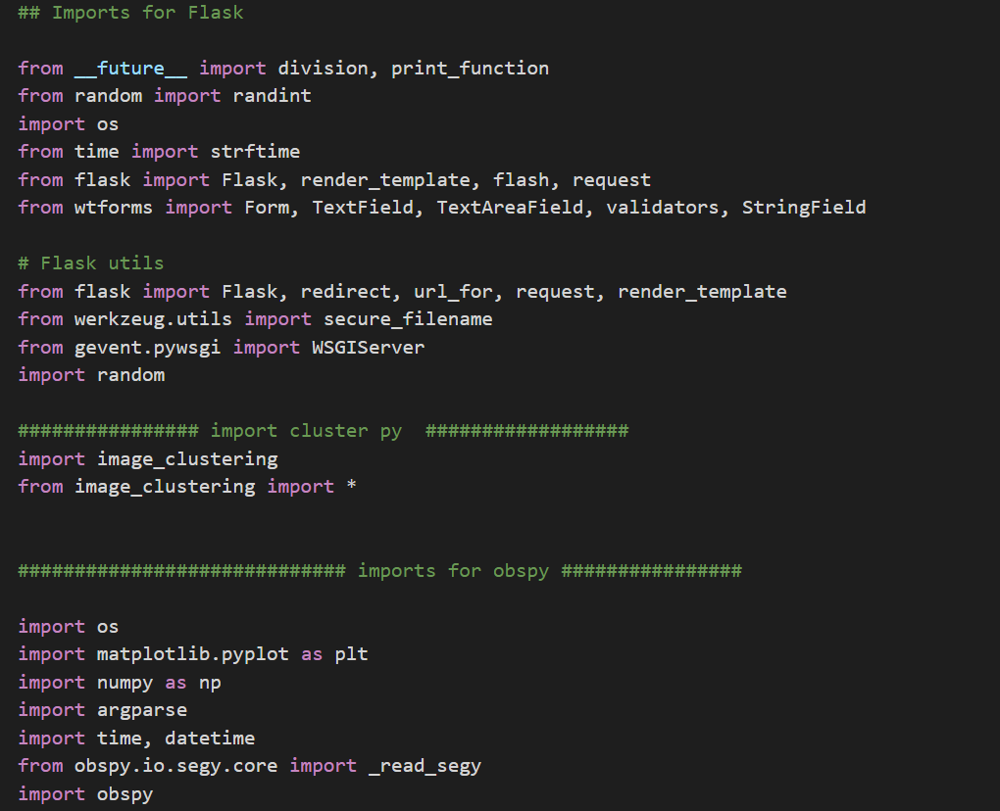 ## Imports for Flask
from __future__ import division, print_function
from random import randint
import os
from time import strftime
from flask import Flask, render_template, flash, request
from wtforms import Form, TextField, TextAreaField, validators, StringField
# Flask utils
from flask import Flask, redirect, url_for, request, render_template
from werkzeug.utils import secure_filename
from gevent.pywsgi import WSGIServer
import random
################ import cluster py  ##################
import image_clustering
from image_clustering import *
############################# imports for obspy ################
import os
import matplotlib.pyplot as plt
import numpy as np
import argparse
import time, datetime
from obspy.io.segy.core import _read_segy
import obspy